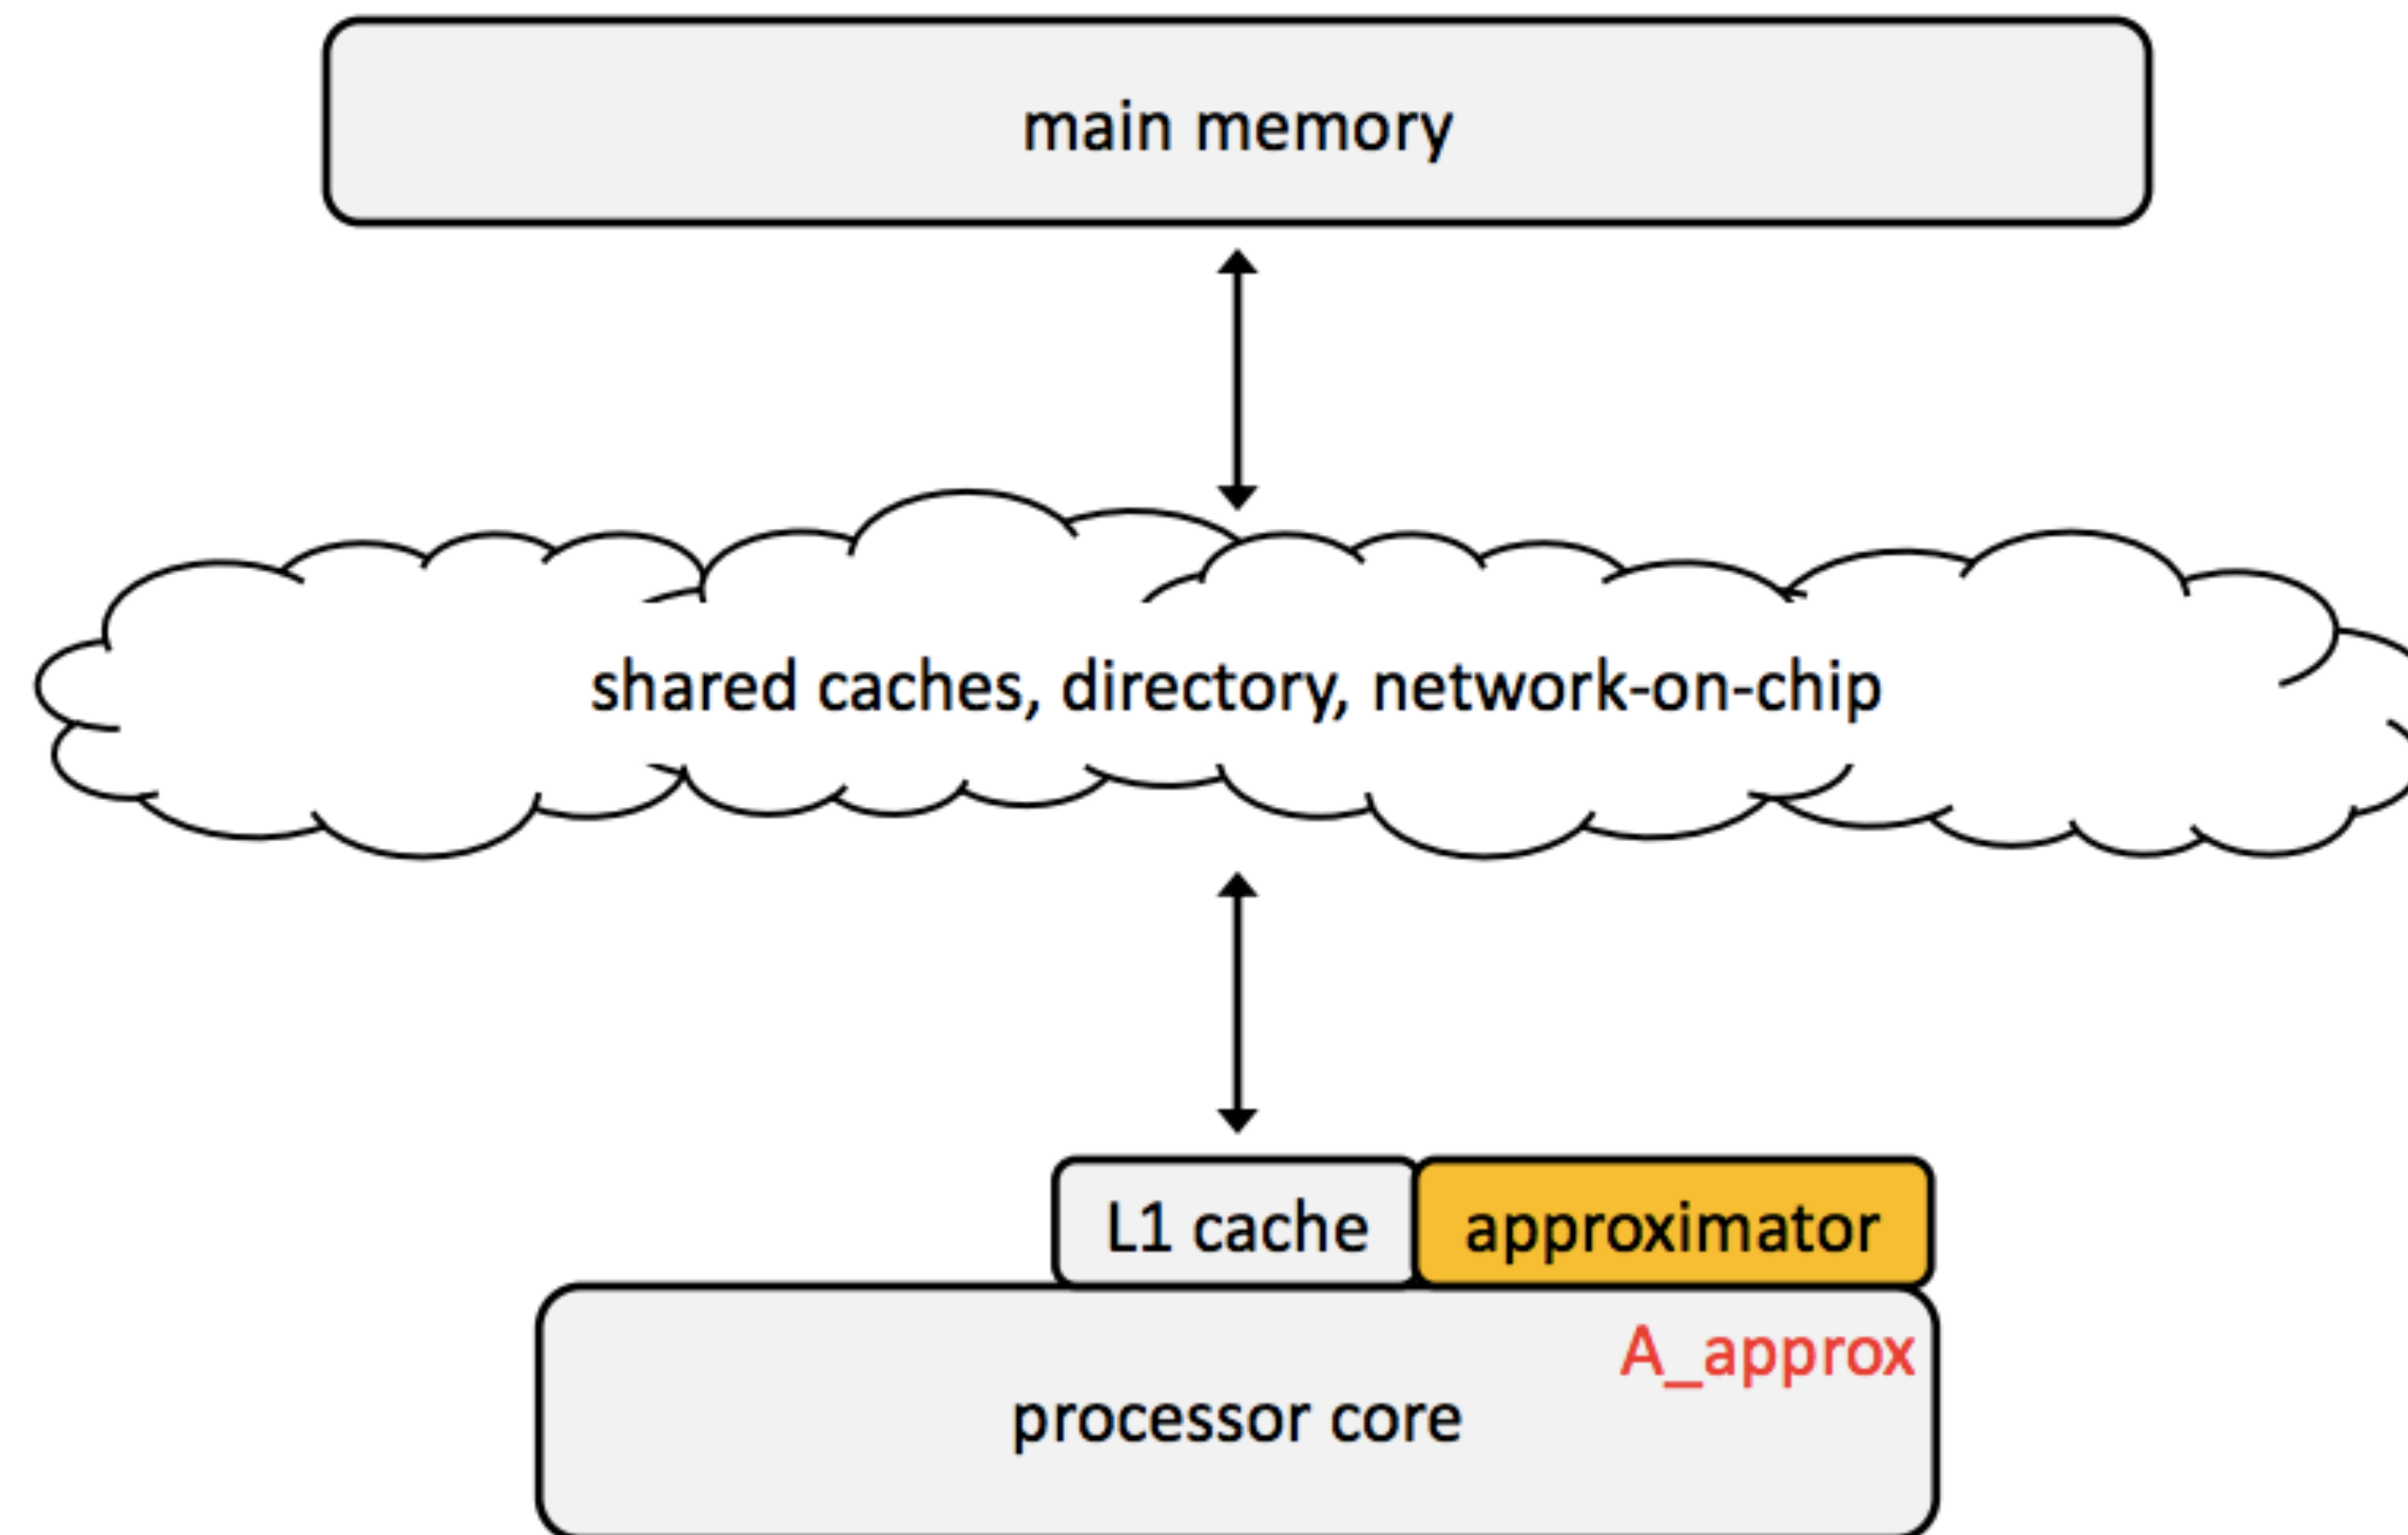 main memory
shared caches, directory, network-on-chip
L1 cache
approximator
A_approx
processor core